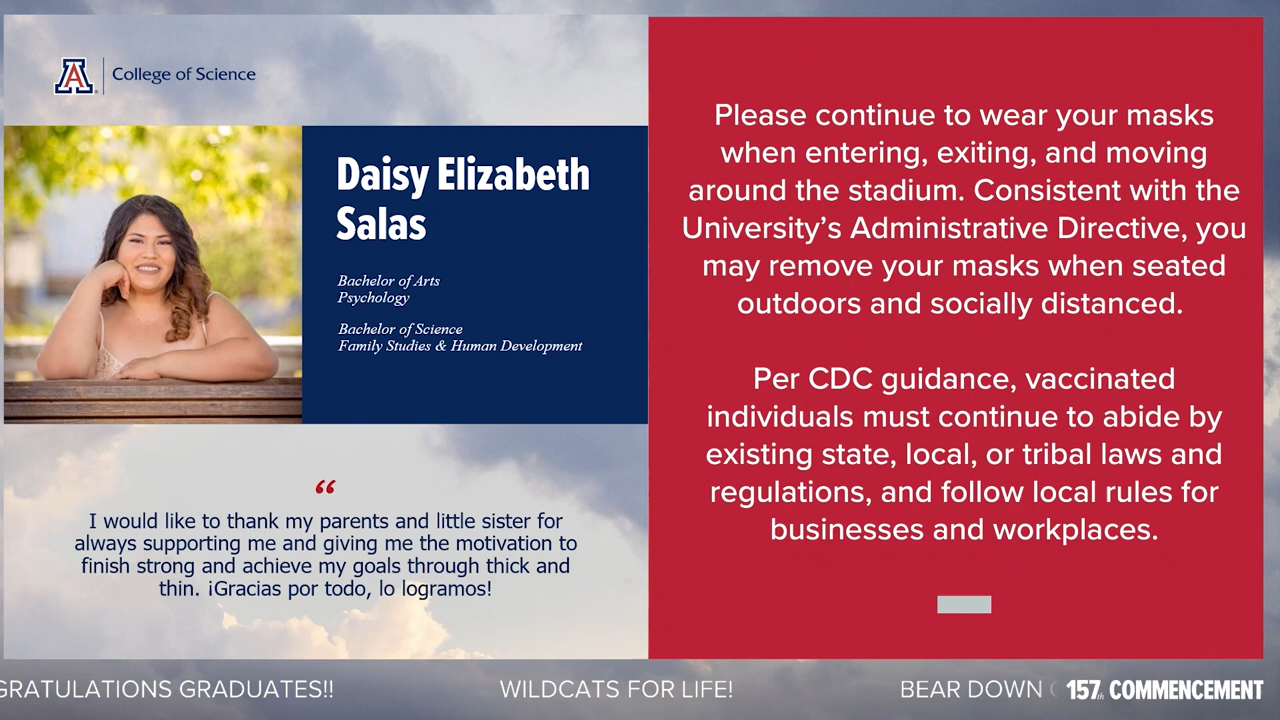 A
College of Science
Daisy Elizabeth
Salas
Bachelor of Arts
Psychology
Bachelor of Science
Family Studies & Human Development
“
I would like to thank my parents and little sister for
always supporting me and giving me the motivation to
finish strong and achieve my goals through thick and
thin. ¡Gracias por todo, lo logramos!
Please continue to wear your masks
when entering, exiting, and moving
around the stadium. Consistent with the
University’s Administrative Directive, you
may remove your masks when seated
outdoors and socially distanced.
Per CDC guidance, vaccinated
individuals must continue to abide by
existing state, local, or tribal laws and
regulations, and follow local rules for
businesses and workplaces.
GRATULATIONS GRADUATES!! WILDCATS FOR LIFE! BEAR DOWN 157th COMMENCEMENT